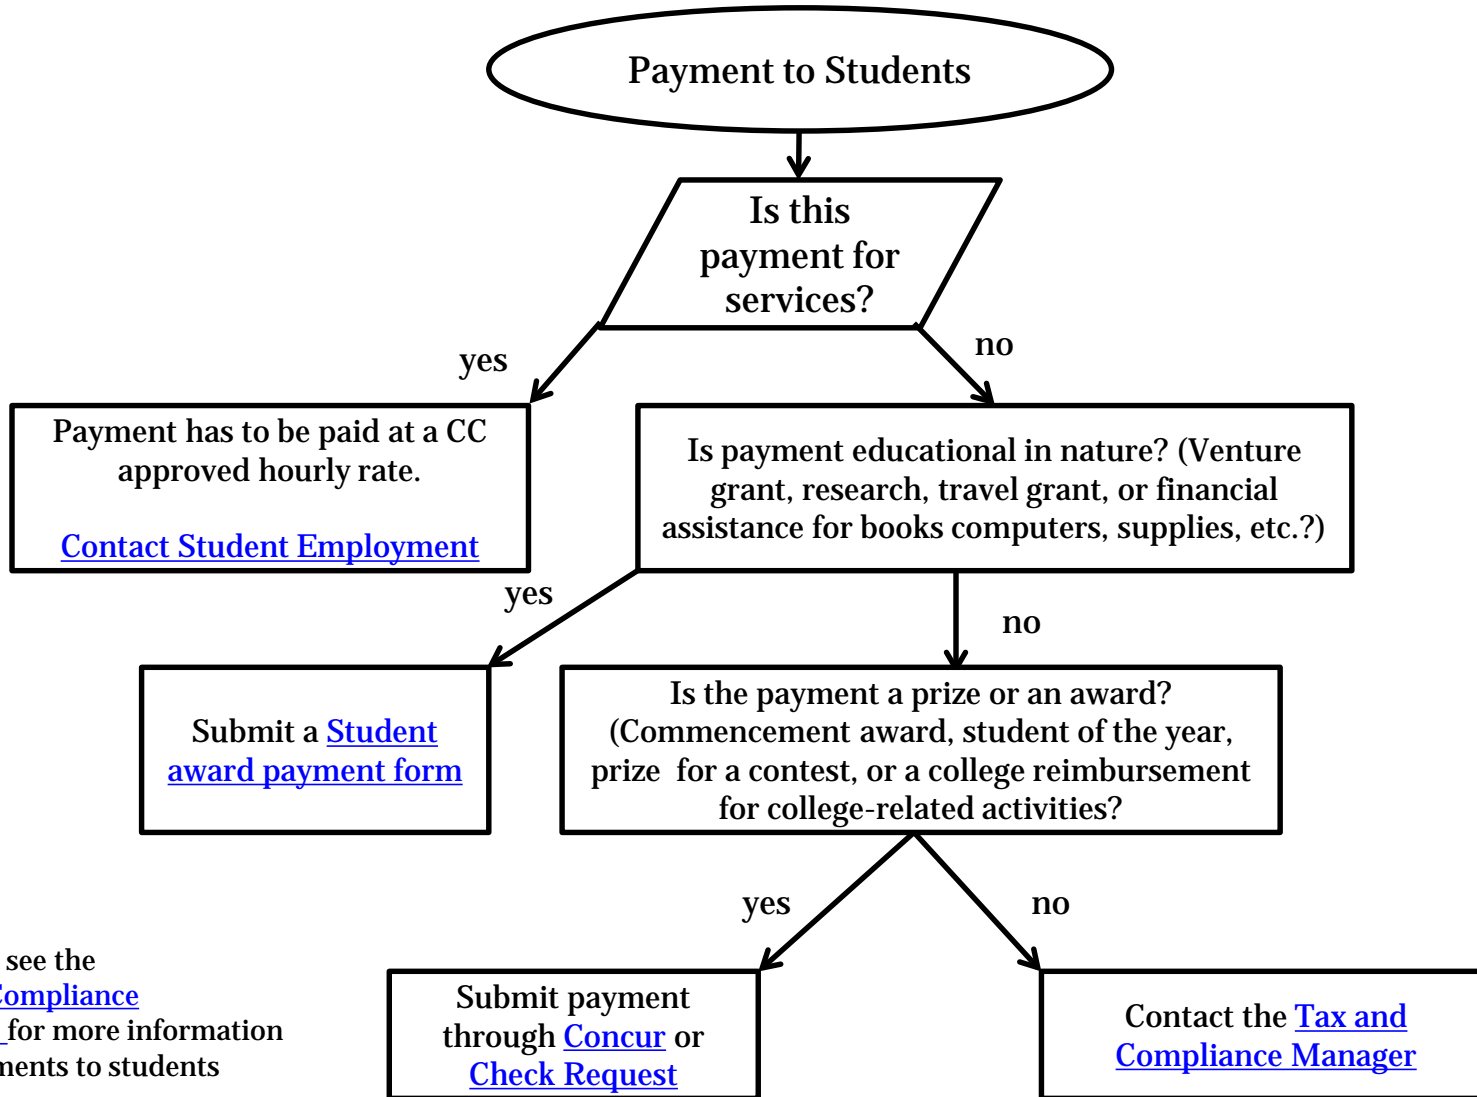 Payment to Students
Is this
payment for
services?
yes
no
Payment has to be paid at a CC
approved hourly rate.
Contact Student Employment
Is payment educational in nature? (Venture
grant, research, travel grant, or financial
assistance for books computers, supplies, etc.?)
yes
no
Submit a Student
award payment form
Is the payment a prize or an award?
(Commencement award, student of the year,
prize for a contest, or a college reimbursement
for college-related activities?
yes
no
see the
Compliance
for more information
ments to students
Submit payment
through Concur or
Check Request
Contact the Tax and
Compliance Manager